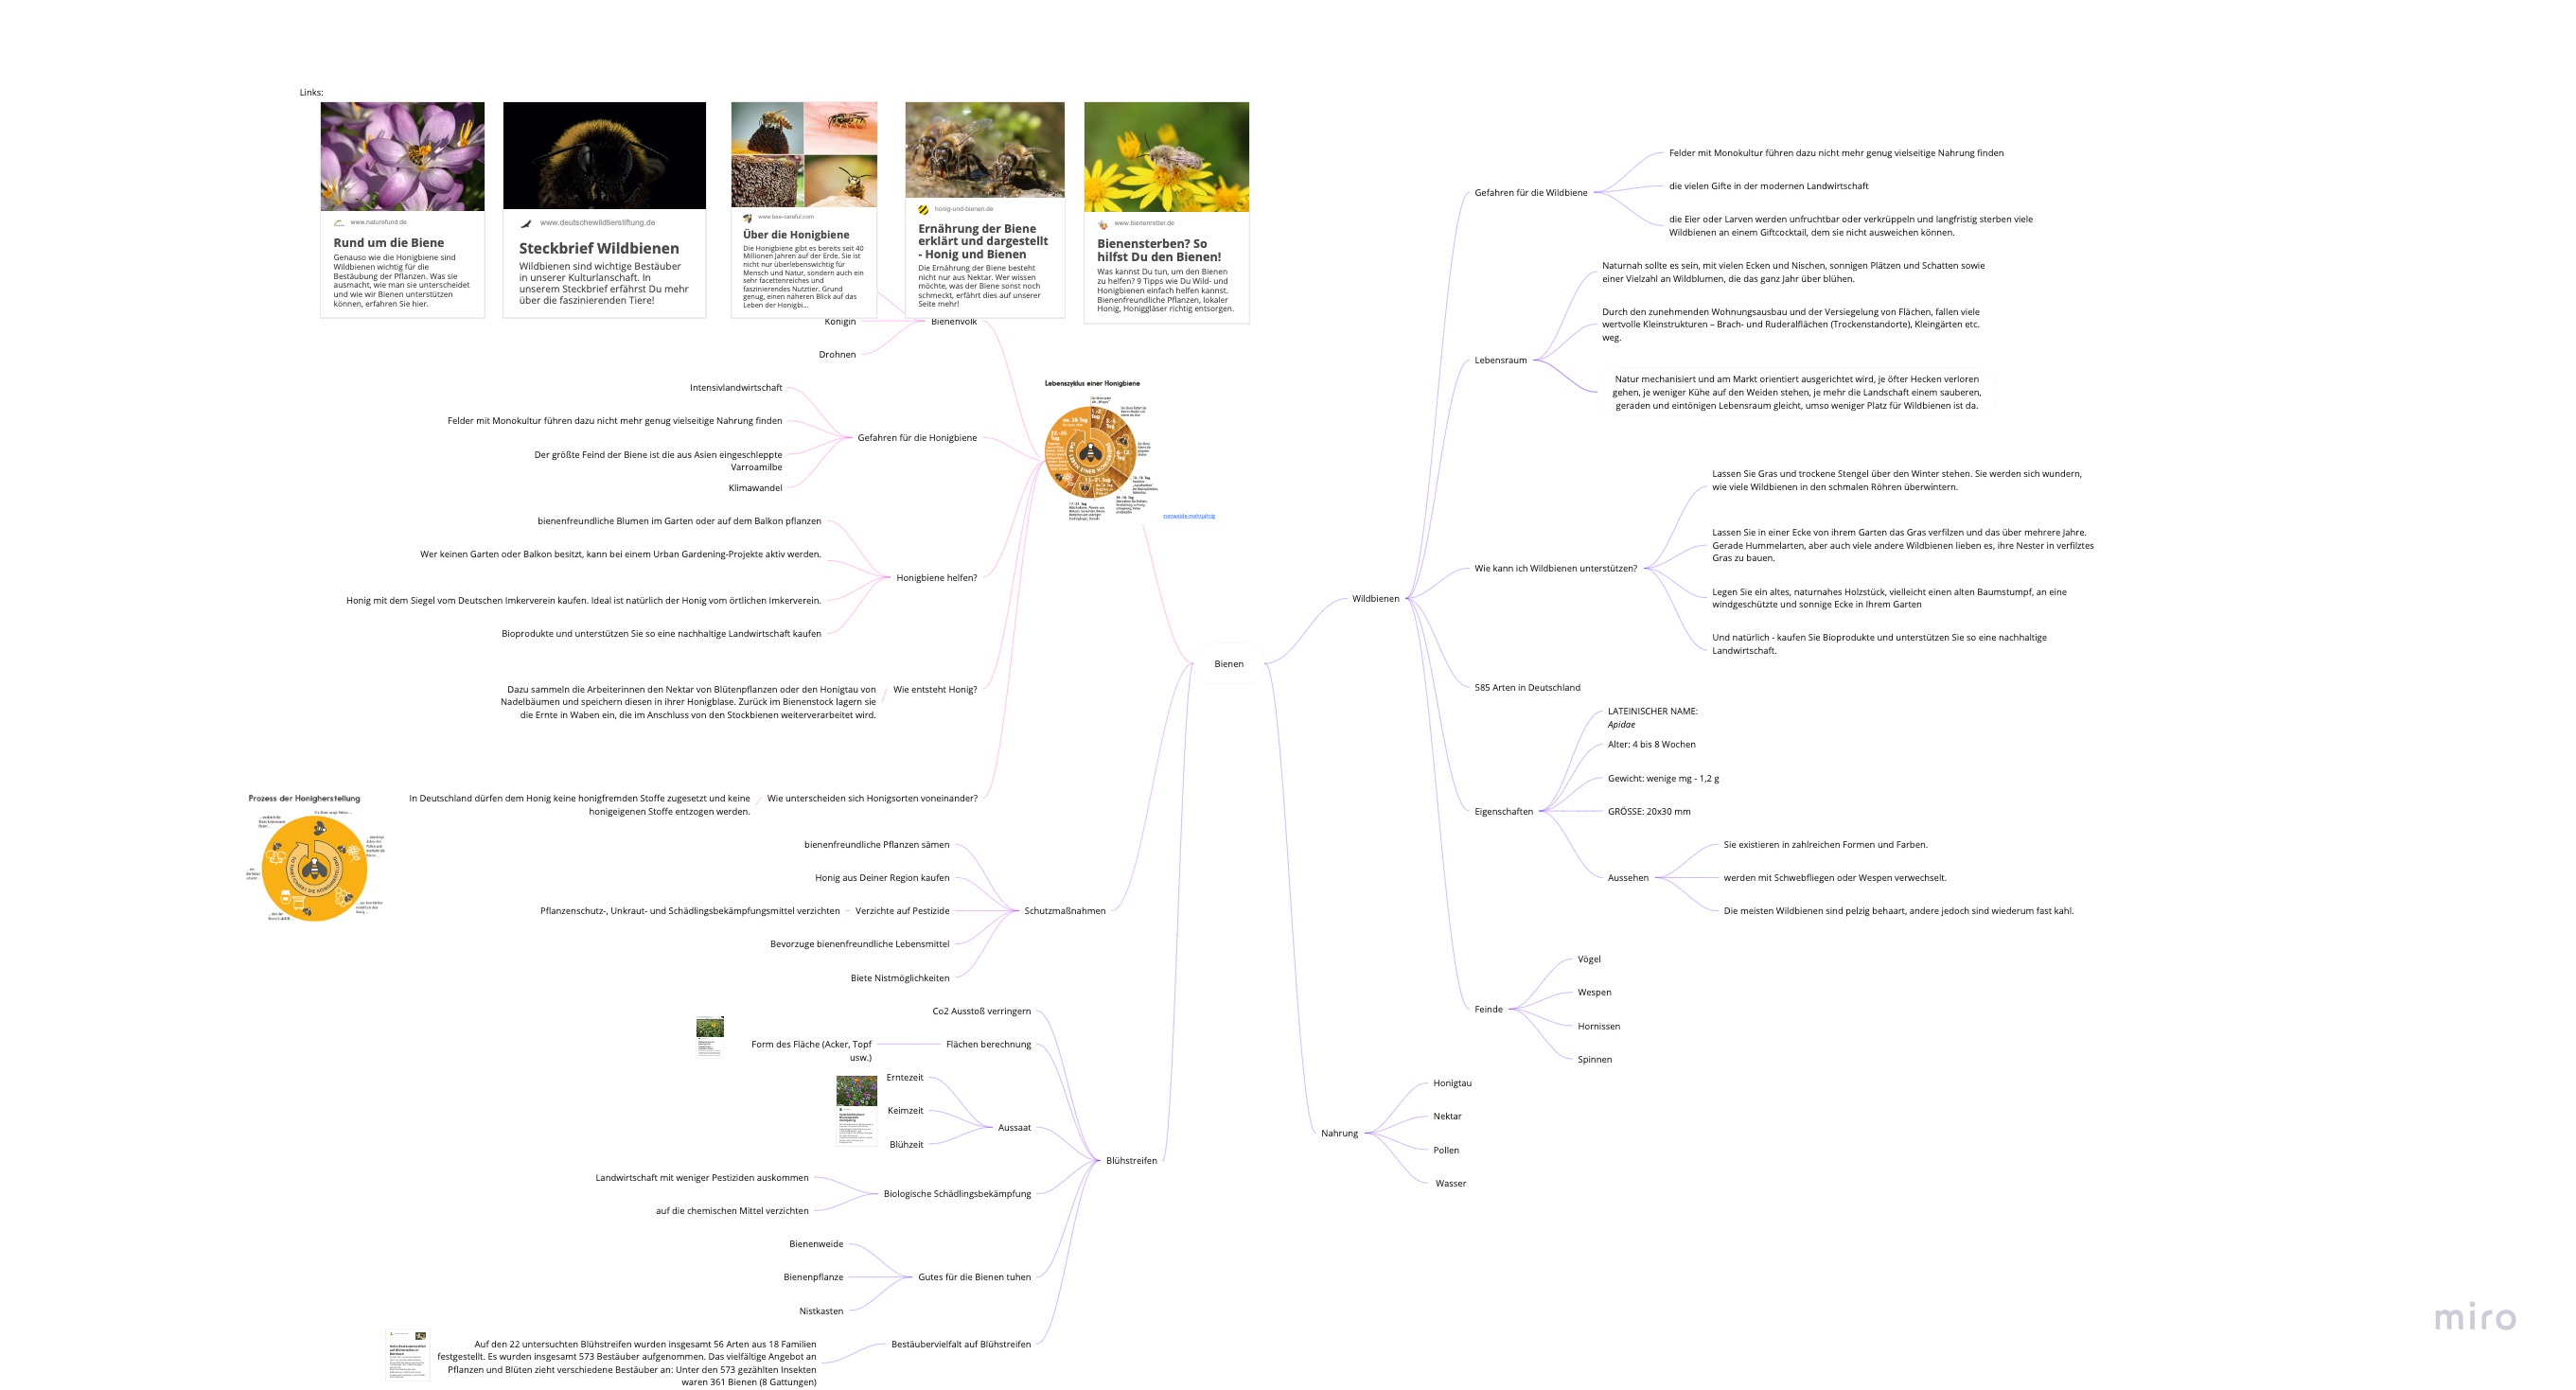 Links:
www.naturefund.de
Rund um die Biene
Genauso wie die Honigbiene sind
Wildbienen wichtig für die
Bestäubung der Pflanzen. Was sie
ausmacht, wie man sie unterscheidet
und wie wir Bienen unterstützen
können, erfahren Sie hier.
www.deutschewildtierstiftung.de
Steckbrief Wildbienen
Wildbienen sind wichtige Bestäuber
in unserer Kulturlanschaft. In
unserem Steckbrief erfährst Du mehr
über die faszinierenden Tiere!
www.bee-careful.com
Über die Honigbiene
Die Honigbiene gibt es bereits seit 40
Millionen Jahren auf der Erde. Sie ist
nicht nur überlebenswichtig für
Mensch und Natur, sondern auch ein
sehr facettenreiches und
faszinierendes Nutztier. Grund
genug, einen näheren Blick auf das
Leben der Honigbi...
honig-und-bienen.de
Ernährung der Biene
erklärt und dargestellt
- Honig und Bienen
Die Ernährung der Biene besteht
nicht nur aus Nektar. Wer wissen
möchte, was der Biene sonst noch
schmeckt, erfährt dies auf unserer
Seite mehr!
www.bienenretter.de
Bienensterben? So
hilfst Du den Bienen!
Was kannst Du tun, um den Bienen
zu helfen? 9 Tipps wie Du Wild- und
Honigbienen einfach helfen kannst.
Bienenfreundliche Pflanzen, lokaler
Honig, Honiggläser richtig entsorgen.
Königin
Bienenvolk
Drohnen
Intensivlandwirtschaft
Felder mit Monokultur führen dazu nicht mehr genug vielseitige Nahrung finden
Gefahren für die Honigbiene
Der größte Feind der Biene ist die aus Asien eingeschleppte
Varroamilbe
Klimawandel
Lebenszyklus einer Honigbiene
bienenfreundliche Blumen im Garten oder auf dem Balkon pflanzen
Wer keinen Garten oder Balkon besitzt, kann bei einem Urban Gardening-Projekte aktiv werden.
Honigbiene helfen?
Honig mit dem Siegel vom Deutschen Imkerverein kaufen. Ideal ist natürlich der Honig vom örtlichen Imkerverein.
Bioprodukte und unterstützen Sie so eine nachhaltige Landwirtschaft kaufen
Dazu sammeln die Arbeiterinnen den Nektar von Blütenpflanzen oder den Honigtau von
Nadelbäumen und speichern diesen in ihrer Honigblase. Zurück im Bienenstock lagern sie
die Ernte in Waben ein, die im Anschluss von den Stockbienen weiterverarbeitet wird.
Wie entsteht Honig?
Prozess der Honigherstellung
In Deutschland dürfen dem Honig keine honigfremden Stoffe zugesetzt und keine
honigeigenen Stoffe entzogen werden.
Wie unterscheiden sich Honigsorten voneinander?
bienenfreundliche Pflanzen sämen
Honig aus Deiner Region kaufen
Pflanzenschutz-, Unkraut- und Schädlingsbekämpfungsmittel verzichten
Verzichte auf Pestizide
Schutzmaßnahmen
Bevorzuge bienenfreundliche Lebensmittel
Biete Nistmöglichkeiten
Co2 Ausstoß verringern
Form des Fläche (Acker, Topf
usw.)
Flächen berechnung
Erntezeit
Keimzeit
Aussaat
Blühzeit
Blühstreifen
Landwirtschaft mit weniger Pestiziden auskommen
Biologische Schädlingsbekämpfung
auf die chemischen Mittel verzichten
Bienenweide
Bienenpflanze
Gutes für die Bienen tuhen
Nistkasten
Auf den 22 untersuchten Blühstreifen wurden insgesamt 56 Arten aus 18 Familien
festgestellt. Es wurden insgesamt 573 Bestäuber aufgenommen. Das vielfältige Angebot an
Pflanzen und Blüten zieht verschiedene Bestäuber an: Unter den 573 gezählten Insekten
waren 361 Bienen (8 Gattungen)
Bestäubervielfalt auf Blühstreifen
Bienen
Wildbienen
Gefahren für die Wildbiene
Felder mit Monokultur führen dazu nicht mehr genug vielseitige Nahrung finden
die vielen Gifte in der modernen Landwirtschaft
die Eier oder Larven werden unfruchtbar oder verkrüppeln und langfristig sterben viele
Wildbienen an einem Giftcocktail, dem sie nicht ausweichen können.
Lebensraum
Naturnah sollte es sein, mit vielen Ecken und Nischen, sonnigen Plätzen und Schatten sowie
einer Vielzahl an Wildblumen, die das ganz Jahr über blühen.
Durch den zunehmenden Wohnungsausbau und der Versiegelung von Flächen, fallen viele
wertvolle Kleinstrukturen – Brach- und Ruderalflächen (Trockenstandorte), Kleingärten etc.
weg.
Natur mechanisiert und am Markt orientiert ausgerichtet wird, je öfter Hecken verloren
gehen, je weniger Kühe auf den Weiden stehen, je mehr die Landschaft einem sauberen,
geraden und eintönigen Lebensraum gleicht, umso weniger Platz für Wildbienen ist da.
Wie kann ich Wildbienen unterstützen?
Lassen Sie Gras und trockene Stengel über den Winter stehen. Sie werden sich wundern,
wie viele Wildbienen in den schmalen Röhren überwintern.
Lassen Sie in einer Ecke von ihrem Garten das Gras verfilzen und das über mehrere Jahre.
Gerade Hummelarten, aber auch viele andere Wildbienen lieben es, ihre Nester in verfilztes
Gras zu bauen.
Legen Sie ein altes, naturnahes Holzstück, vielleicht einen alten Baumstumpf, an eine
windgeschützte und sonnige Ecke in Ihrem Garten
Und natürlich - kaufen Sie Bioprodukte und unterstützen Sie so eine nachhaltige
Landwirtschaft.
585 Arten in Deutschland
Eigenschaften
LATEINISCHER NAME:
Apidae
Alter: 4 bis 8 Wochen
Gewicht: wenige mg - 1,2 g
GRÖSSE: 20x30 mm
Aussehen
Sie existieren in zahlreichen Formen und Farben.
werden mit Schwebfliegen oder Wespen verwechselt.
Die meisten Wildbienen sind pelzig behaart, andere jedoch sind wiederum fast kahl.
Feinde
Vögel
Wespen
Hornissen
Spinnen
Nahrung
Honigtau
Nektar
Pollen
Wasser
miro